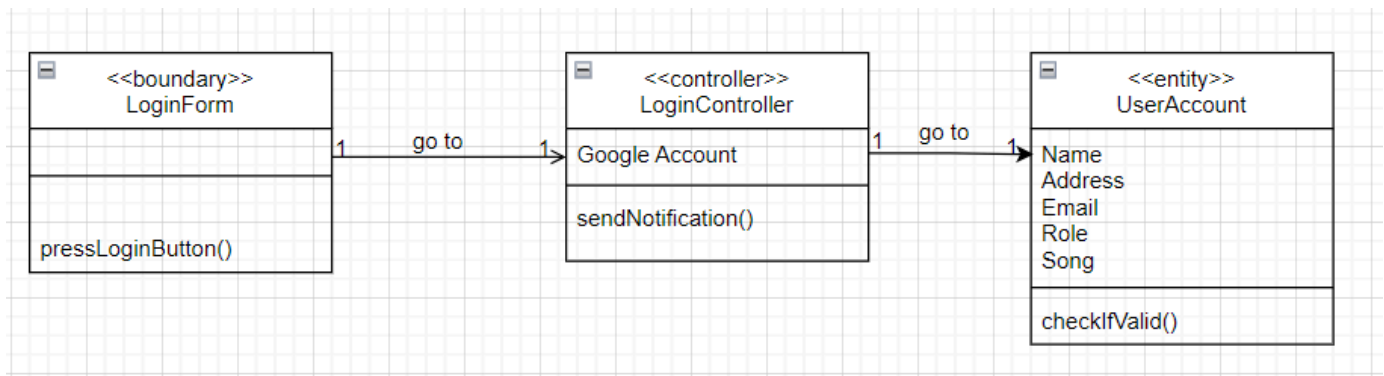 <<boundary>>
LoginForm
pressLoginButton()
1
go to
1
<<controller>>
LoginController
Google Account
sendNotification()
1
go to
1
<<entity>>
UserAccount
Name
Address
Email
Role
Song
checkIfValid()